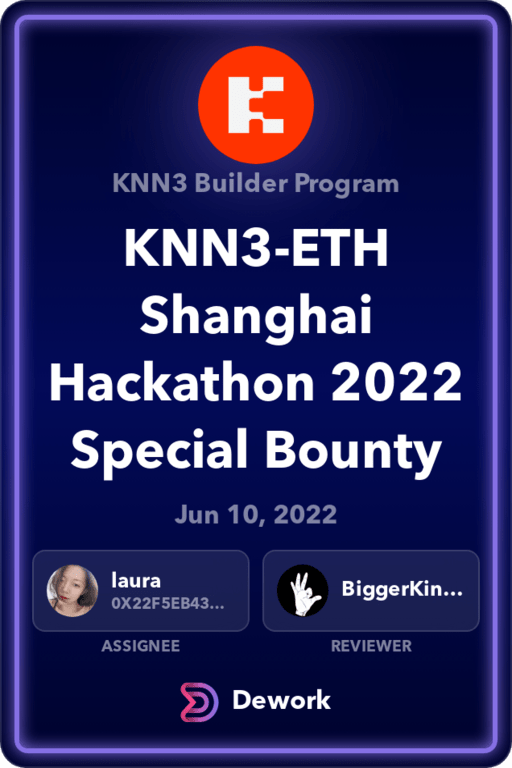 KNN3 Builder Program
KNN3-ETH
Shanghai
Hackathon 2022
Special Bounty
Jun 10, 2022
laura
0X22F5EB43...
ASSIGNEE
BiggerKin...
REVIEWER
Dework